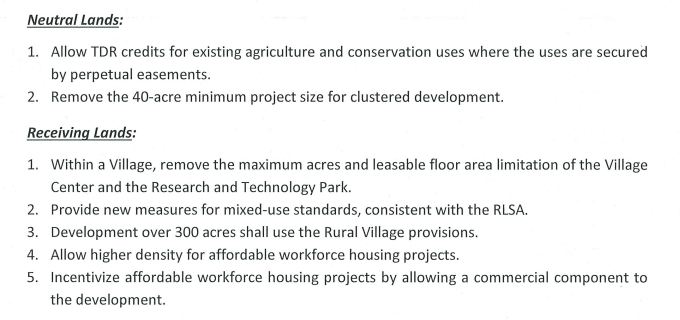 Neutral Lands:
1. Allow TDR credits for existing agriculture and conservation uses where the uses are secured
by perpetual easements.
2. Remove the 40-acre minimum project size for clustered development.
Receiving Lands:
1. Within a Village, remove the maximum acres and leasable floor area limitation of the Village
Center and the Research and Technology Park.
2. Provide new measures for mixed-use standards, consistent with the RLSA.
3. Development over 300 acres shall use the Rural Village provisions.
4. Allow higher density for affordable workforce housing projects.
5. Incentivize affordable workforce housing projects by allowing a commercial component to
the development.